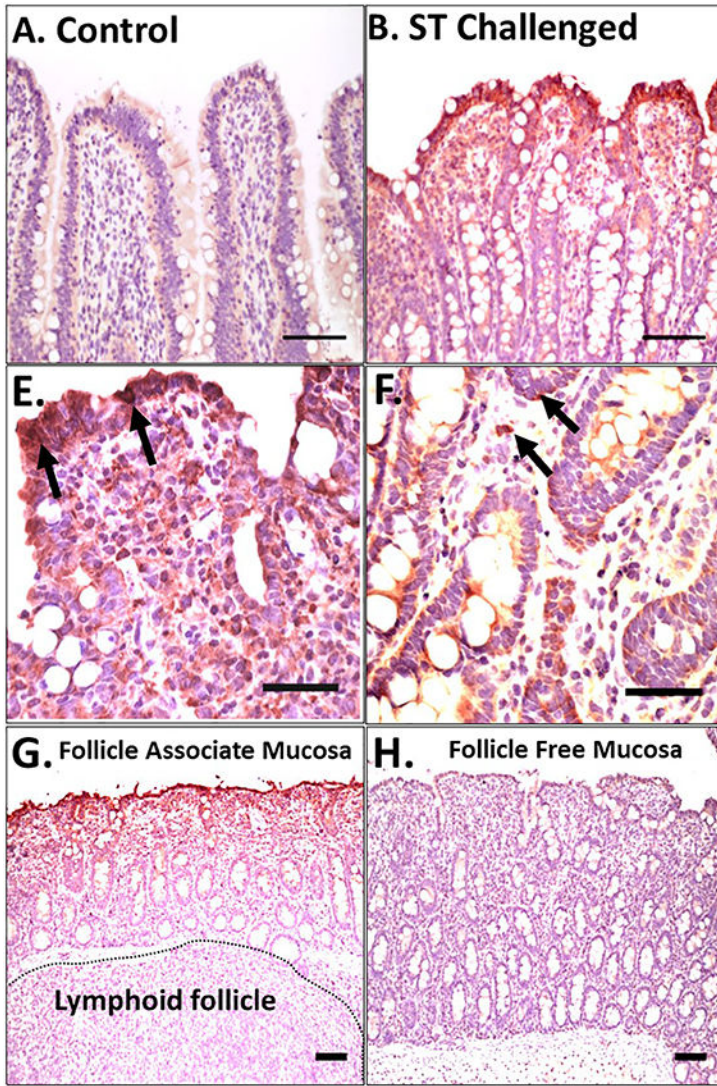 A. Control
B. ST Challenged
E.
F.
G. Follicle Associate Mucosa
H. Follicle Free Mucosa
Lymphoid follicle